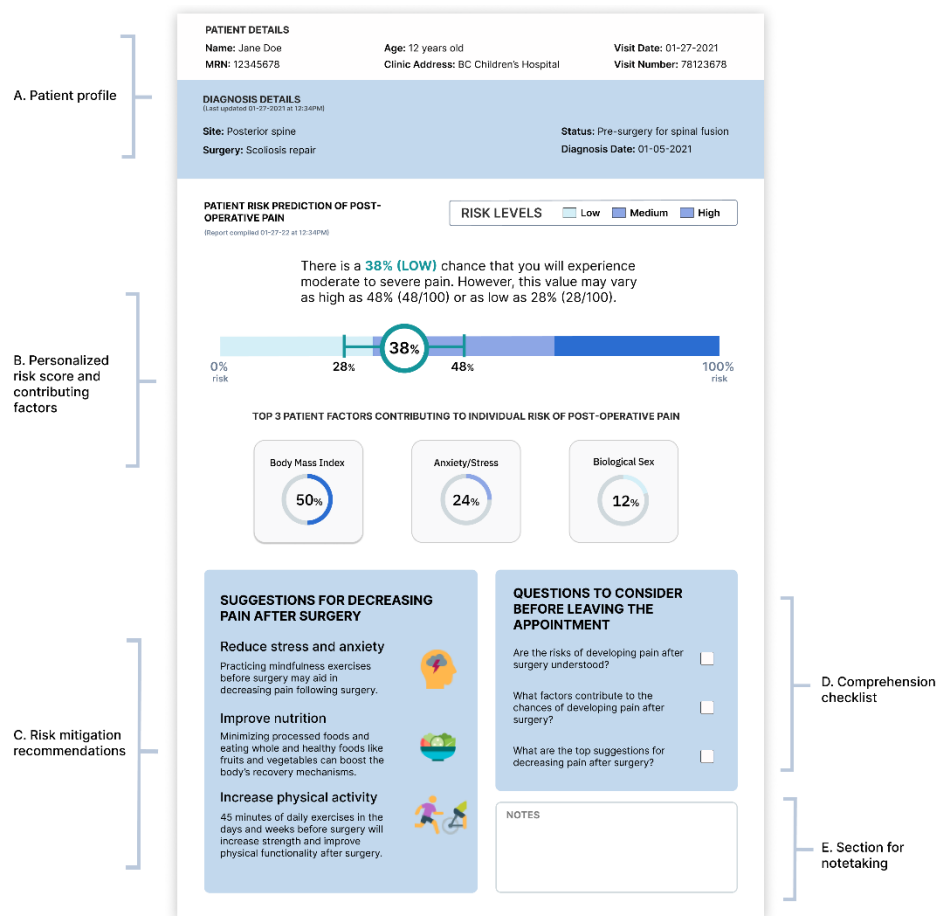 PATIENT DETAILS
Name: Jane Doe
Age: 12 years old
Visit Date: 01-27-2021
MRN: 12345678
Clinic Address: BC Children's Hospital
Visit Number: 78123678
A. Patient profile
DIAGNOSIS DETAILS
(Last updated 01-27-2021 at 12:34PM)
Site: Posterior spine
Status: Pre-surgery for spinal fusion
Surgery: Scoliosis repair
Diagnosis Date: 01-05-2021
PATIENT RISK PREDICTION OF POST-
OPERATIVE PAIN
(Report compiled 01-27-22 at 12:34PM)
RISK LEVELS
Low
Medium
High
There is a 38% (LOW) chance that you will experience
moderate to severe pain. However, this value may vary
as high as 48% (48/100) or as low as 28% (28/100).
B. Personalized
risk score and
contributing
factors
38%
0%
risk
28%
48%
100%
risk
TOP 3 PATIENT FACTORS CONTRIBUTING TO INDIVIDUAL RISK OF POST-OPERATIVE PAIN
Body Mass Index
50%
Anxiety/Stress
24%
Biological Sex
12%
C. Risk mitigation
recommendations
SUGGESTIONS FOR DECREASING
PAIN AFTER SURGERY
Reduce stress and anxiety
Practicing mindfulness exercises
before surgery may aid in
decreasing pain following surgery.
Improve nutrition
Minimizing processed foods and
eating whole and healthy foods like
fruits and vegetables can boost the
body's recovery mechanisms.
Increase physical activity
45 minutes of daily exercises in the
days and weeks before surgery will
increase strength and improve
physical functionality after surgery.
QUESTIONS TO CONSIDER
BEFORE LEAVING THE
APPOINTMENT
Are the risks of developing pain after
surgery understood?
What factors contribute to the
chances of developing pain after
surgery?
What are the top suggestions for
decreasing pain after surgery?
D. Comprehension
checklist
NOTES
E. Section for
notetaking